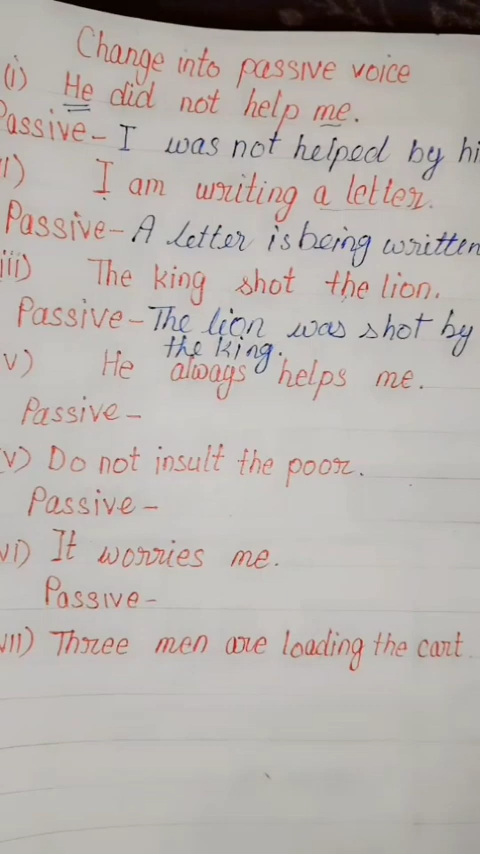 Change into passive voice
(i) He did not help me.
Passive- I was not helped by hi
I am writing a letter.
Passive- A letter is being written
iii) The king shot the lion.
Passive- The lion was shot by
the king.
v) He always helps me.
Passive-
v) Do not insult the poor.
Passive-
vi) It worries me.
Passive-
vii) Three men are loading the cart